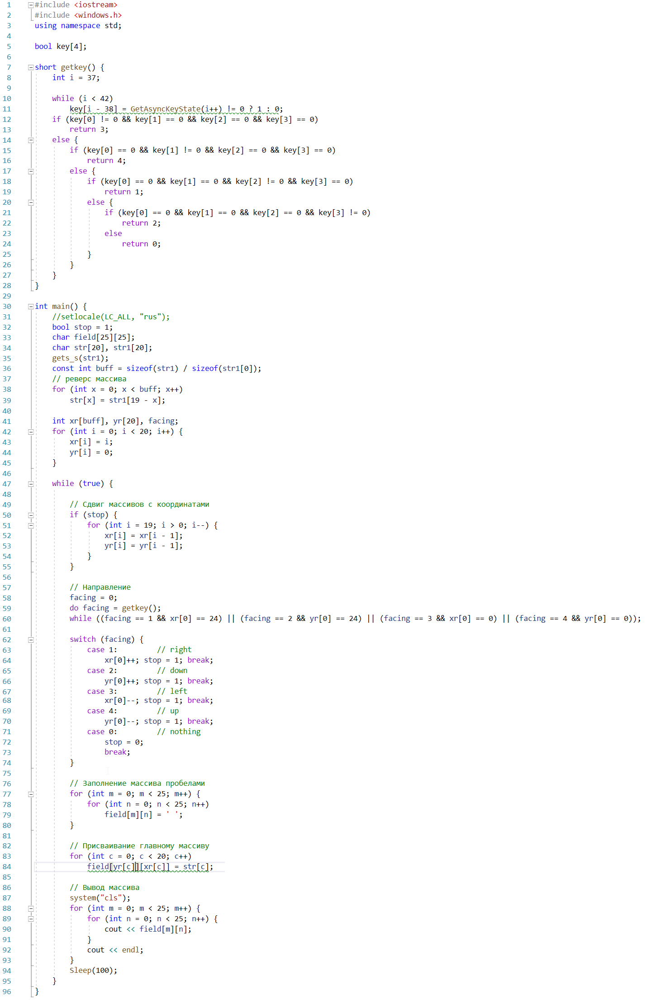 1 #include <iostream>
2 #include <windows.h>
3 using namespace std;
4
5 bool key[4];
6
7 short getkey() {
8 int i = 37;
9
10 while (i < 42)
11 key[i - 38] = GetAsyncKeyState(i++) != 0 ? 1 : 0;
12 if (key[0] != 0 && key[1] == 0 && key[2] == 0 && key[3] == 0)
13 return 3;
14 else {
15 if (key[0] == 0 && key[1] != 0 && key[2] == 0 && key[3] == 0)
16 return 4;
17 else {
18 if (key[0] == 0 && key[1] == 0 && key[2] != 0 && key[3] == 0)
19 return 1;
20 else {
21 if (key[0] == 0 && key[1] == 0 && key[2] == 0 && key[3] != 0)
22 return 2;
23 else
24 return 0;
25 }
26 }
27 }
28 }
29
30 int main() {
31 //setlocale(LC_ALL, "rus");
32 bool stop = 1;
33 char field[25][25];
34 char str[20], str1[20];
35 gets_s(str1);
36 const int buff = sizeof(str1) / sizeof(str1[0]);
37 // реверс массива
38 for (int x = 0; x < buff; x++)
39 str[x] = str1[19 - x];
40
41 int xr[buff], yr[20], facing;
42 for (int i = 0; i < 20; i++) {
43 xr[i] = i;
44 yr[i] = 0;
45 }
46
47 while (true) {
48
49 // Сдвиг массивов с координатами
50 if (stop) {
51 for (int i = 19; i > 0; i--) {
52 xr[i] = xr[i - 1];
53 yr[i] = yr[i - 1];
54 }
55 }
56
57 // Направление
58 facing = 0;
59 do facing = getkey();
60 while ((facing == 1 && xr[0] == 24) || (facing == 2 && yr[0] == 24) || (facing == 3 && xr[0] == 0) || (facing == 4 && yr[0] == 0));
61
62 switch (facing) {
63 case 1: // right
64 xr[0]++; stop = 1; break;
65 case 2: // down
66 yr[0]++; stop = 1; break;
67 case 3: // left
68 xr[0]--; stop = 1; break;
69 case 4: // up
70 yr[0]--; stop = 1; break;
71 case 0: // nothing
72 stop = 0;
73 break;
74 }
75
76 // Заполнение массива пробелами
77 for (int m = 0; m < 25; m++) {
78 for (int n = 0; n < 25; n++)
79 field[m][n] = ' ';
80 }
81
82 // Присваивание главному массиву
83 for (int c = 0; c < 20; c++)
84 field[yr[c]][xr[c]] = str[c];
85
86 // Вывод массива
87 system("cls");
88 for (int m = 0; m < 25; m++) {
89 for (int n = 0; n < 25; n++) {
90 cout << field[m][n];
91 }
92 cout << endl;
93 }
94 Sleep(100);
95 }
96 }